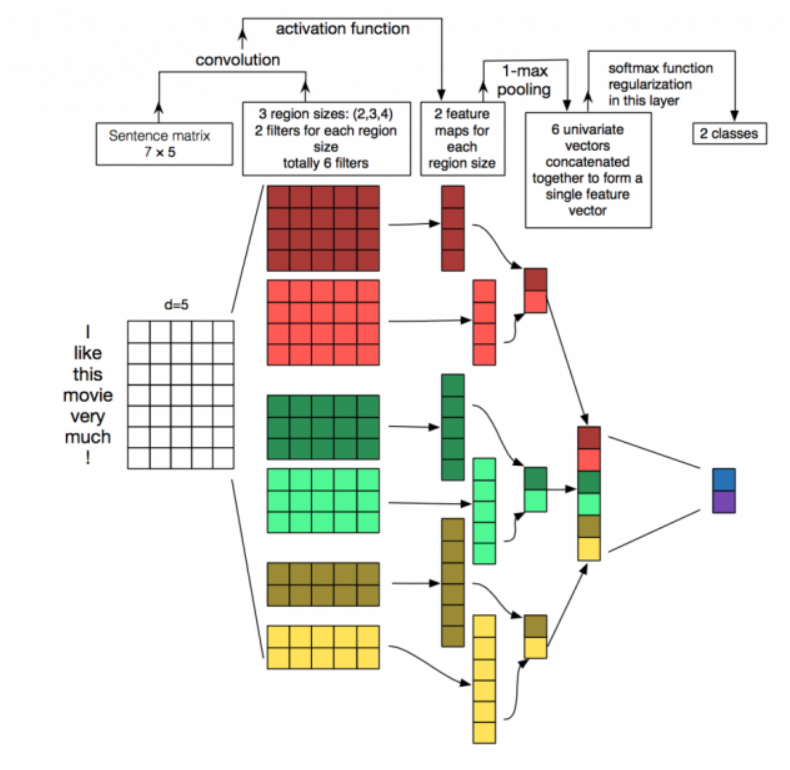 activation function
convolution
1-max
pooling
softmax function
regularization
in this layer
Sentence matrix
7 × 5
3 region sizes: (2,3,4)
2 filters for each region
size
totally 6 filters
2 feature
maps for
each
region size
6 univariate
vectors
concatenated
together to form a
single feature
vector
2 classes
d=5
I
like
this
movie
very
much
!